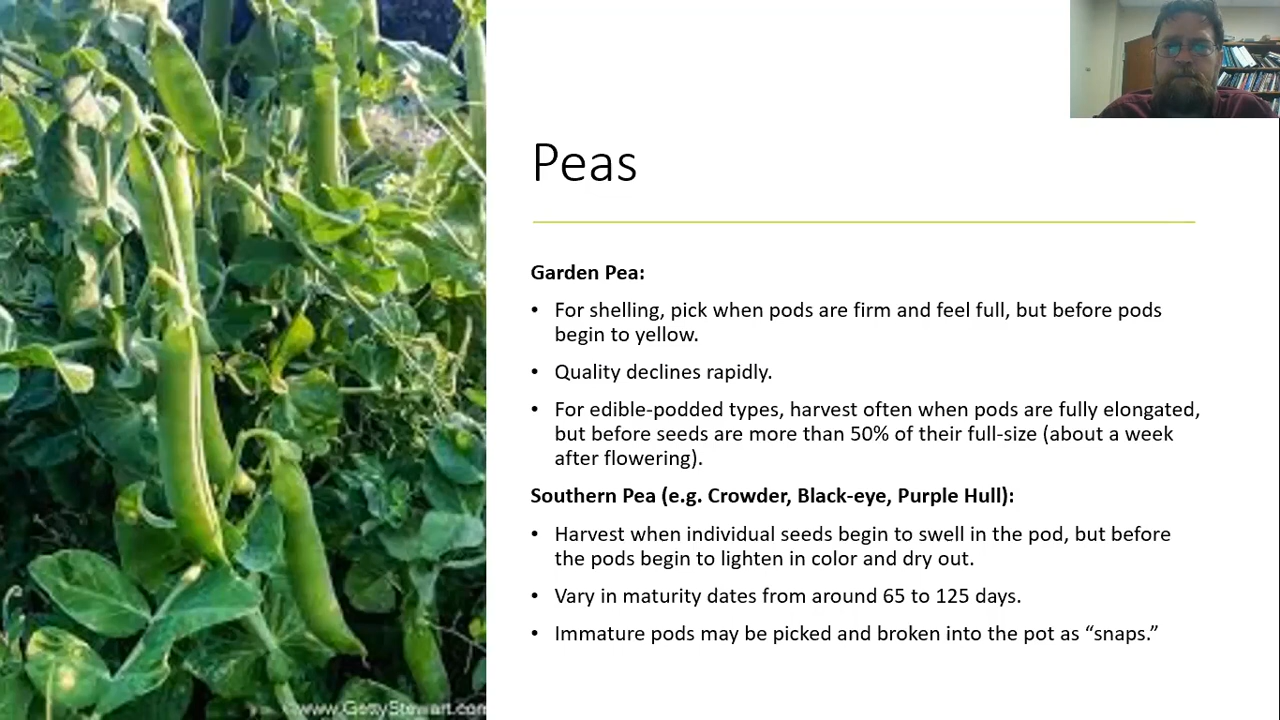 Peas
Garden Pea:
• For shelling, pick when pods are firm and feel full, but before pods
begin to yellow.
• Quality declines rapidly.
• For edible-podded types, harvest often when pods are fully elongated,
but before seeds are more than 50% of their full-size (about a week
after flowering).
Southern Pea (e.g. Crowder, Black-eye, Purple Hull):
• Harvest when individual seeds begin to swell in the pod, but before
the pods begin to lighten in color and dry out.
• Vary in maturity dates from around 65 to 125 days.
• Immature pods may be picked and broken into the pot as “snaps.”
www.GettyStewart.com